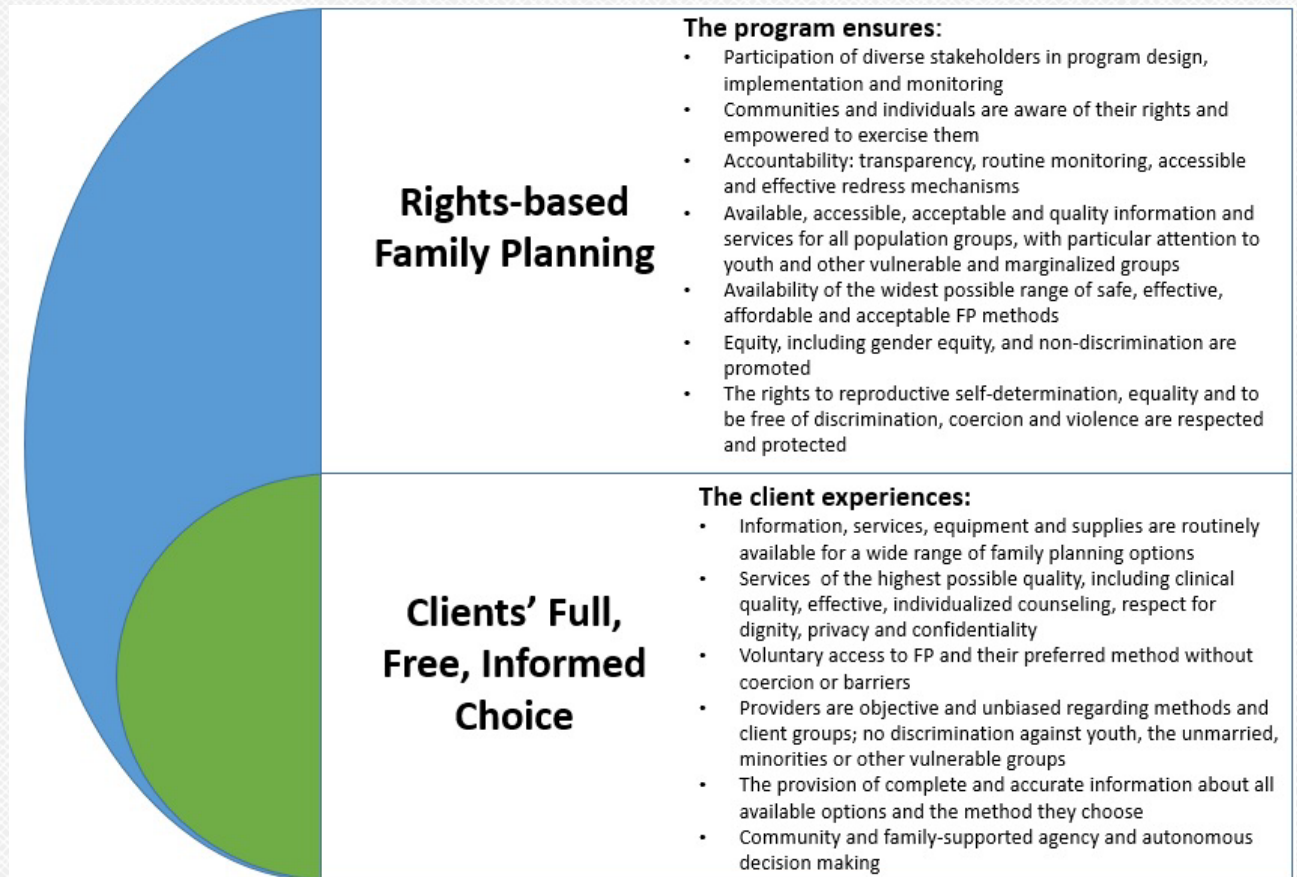 Rights-based
Family Planning
The program ensures:
• Participation of diverse stakeholders in program design,
implementation and monitoring
• Communities and individuals are aware of their rights and
empowered to exercise them
• Accountability: transparency, routine monitoring, accessible
and effective redress mechanisms
• Available, accessible, acceptable and quality information and
services for all population groups, with particular attention to
youth and other vulnerable and marginalized groups
• Availability of the widest possible range of safe, effective,
affordable and acceptable FP methods
• Equity, including gender equity, and non-discrimination are
promoted
• The rights to reproductive self-determination, equality and to
be free of discrimination, coercion and violence are respected
and protected
Clients’ Full,
Free, Informed
Choice
The client experiences:
• Information, services, equipment and supplies are routinely
available for a wide range of family planning options
• Services of the highest possible quality, including clinical
quality, effective, individualized counseling, respect for
dignity, privacy and confidentiality
• Voluntary access to FP and their preferred method without
coercion or barriers
• Providers are objective and unbiased regarding methods and
client groups; no discrimination against youth, the unmarried,
minorities or other vulnerable groups
• The provision of complete and accurate information about all
available options and the method they choose
• Community and family-supported agency and autonomous
decision making